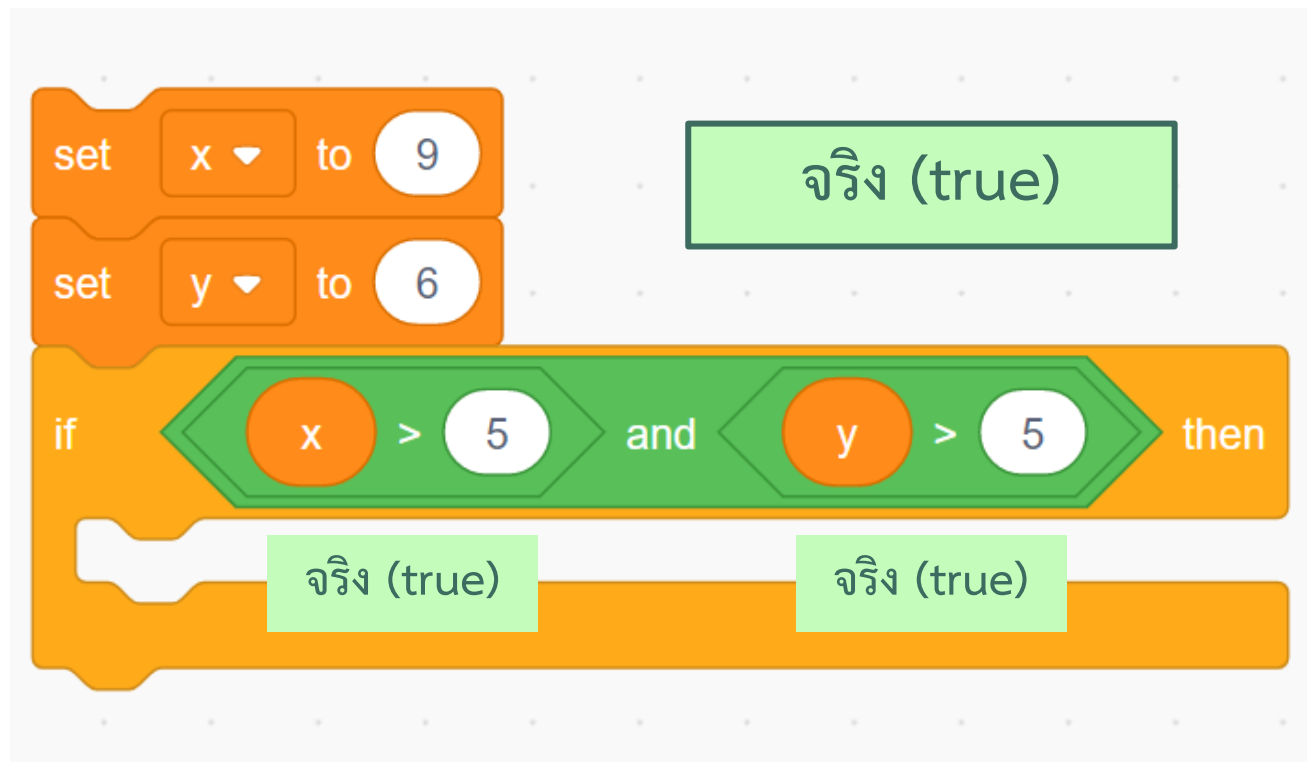 set x to 9
จริง (true)
set y to 6
if x > 5 and y > 5 then
จริง (true) จริง (true)